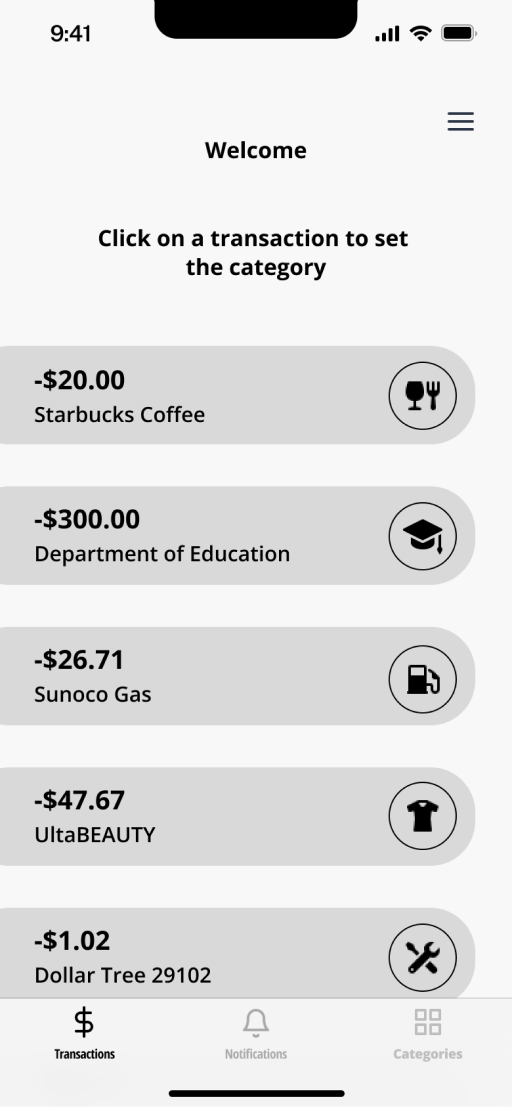 9:41
Welcome
Click on a transaction to set
the category
-$20.00
Starbucks Coffee
-$300.00
Department of Education
-$26.71
Sunoco Gas
-$47.67
UltaBEAUTY
-$1.02
Dollar Tree 29102
Transactions
Notifications
Categories